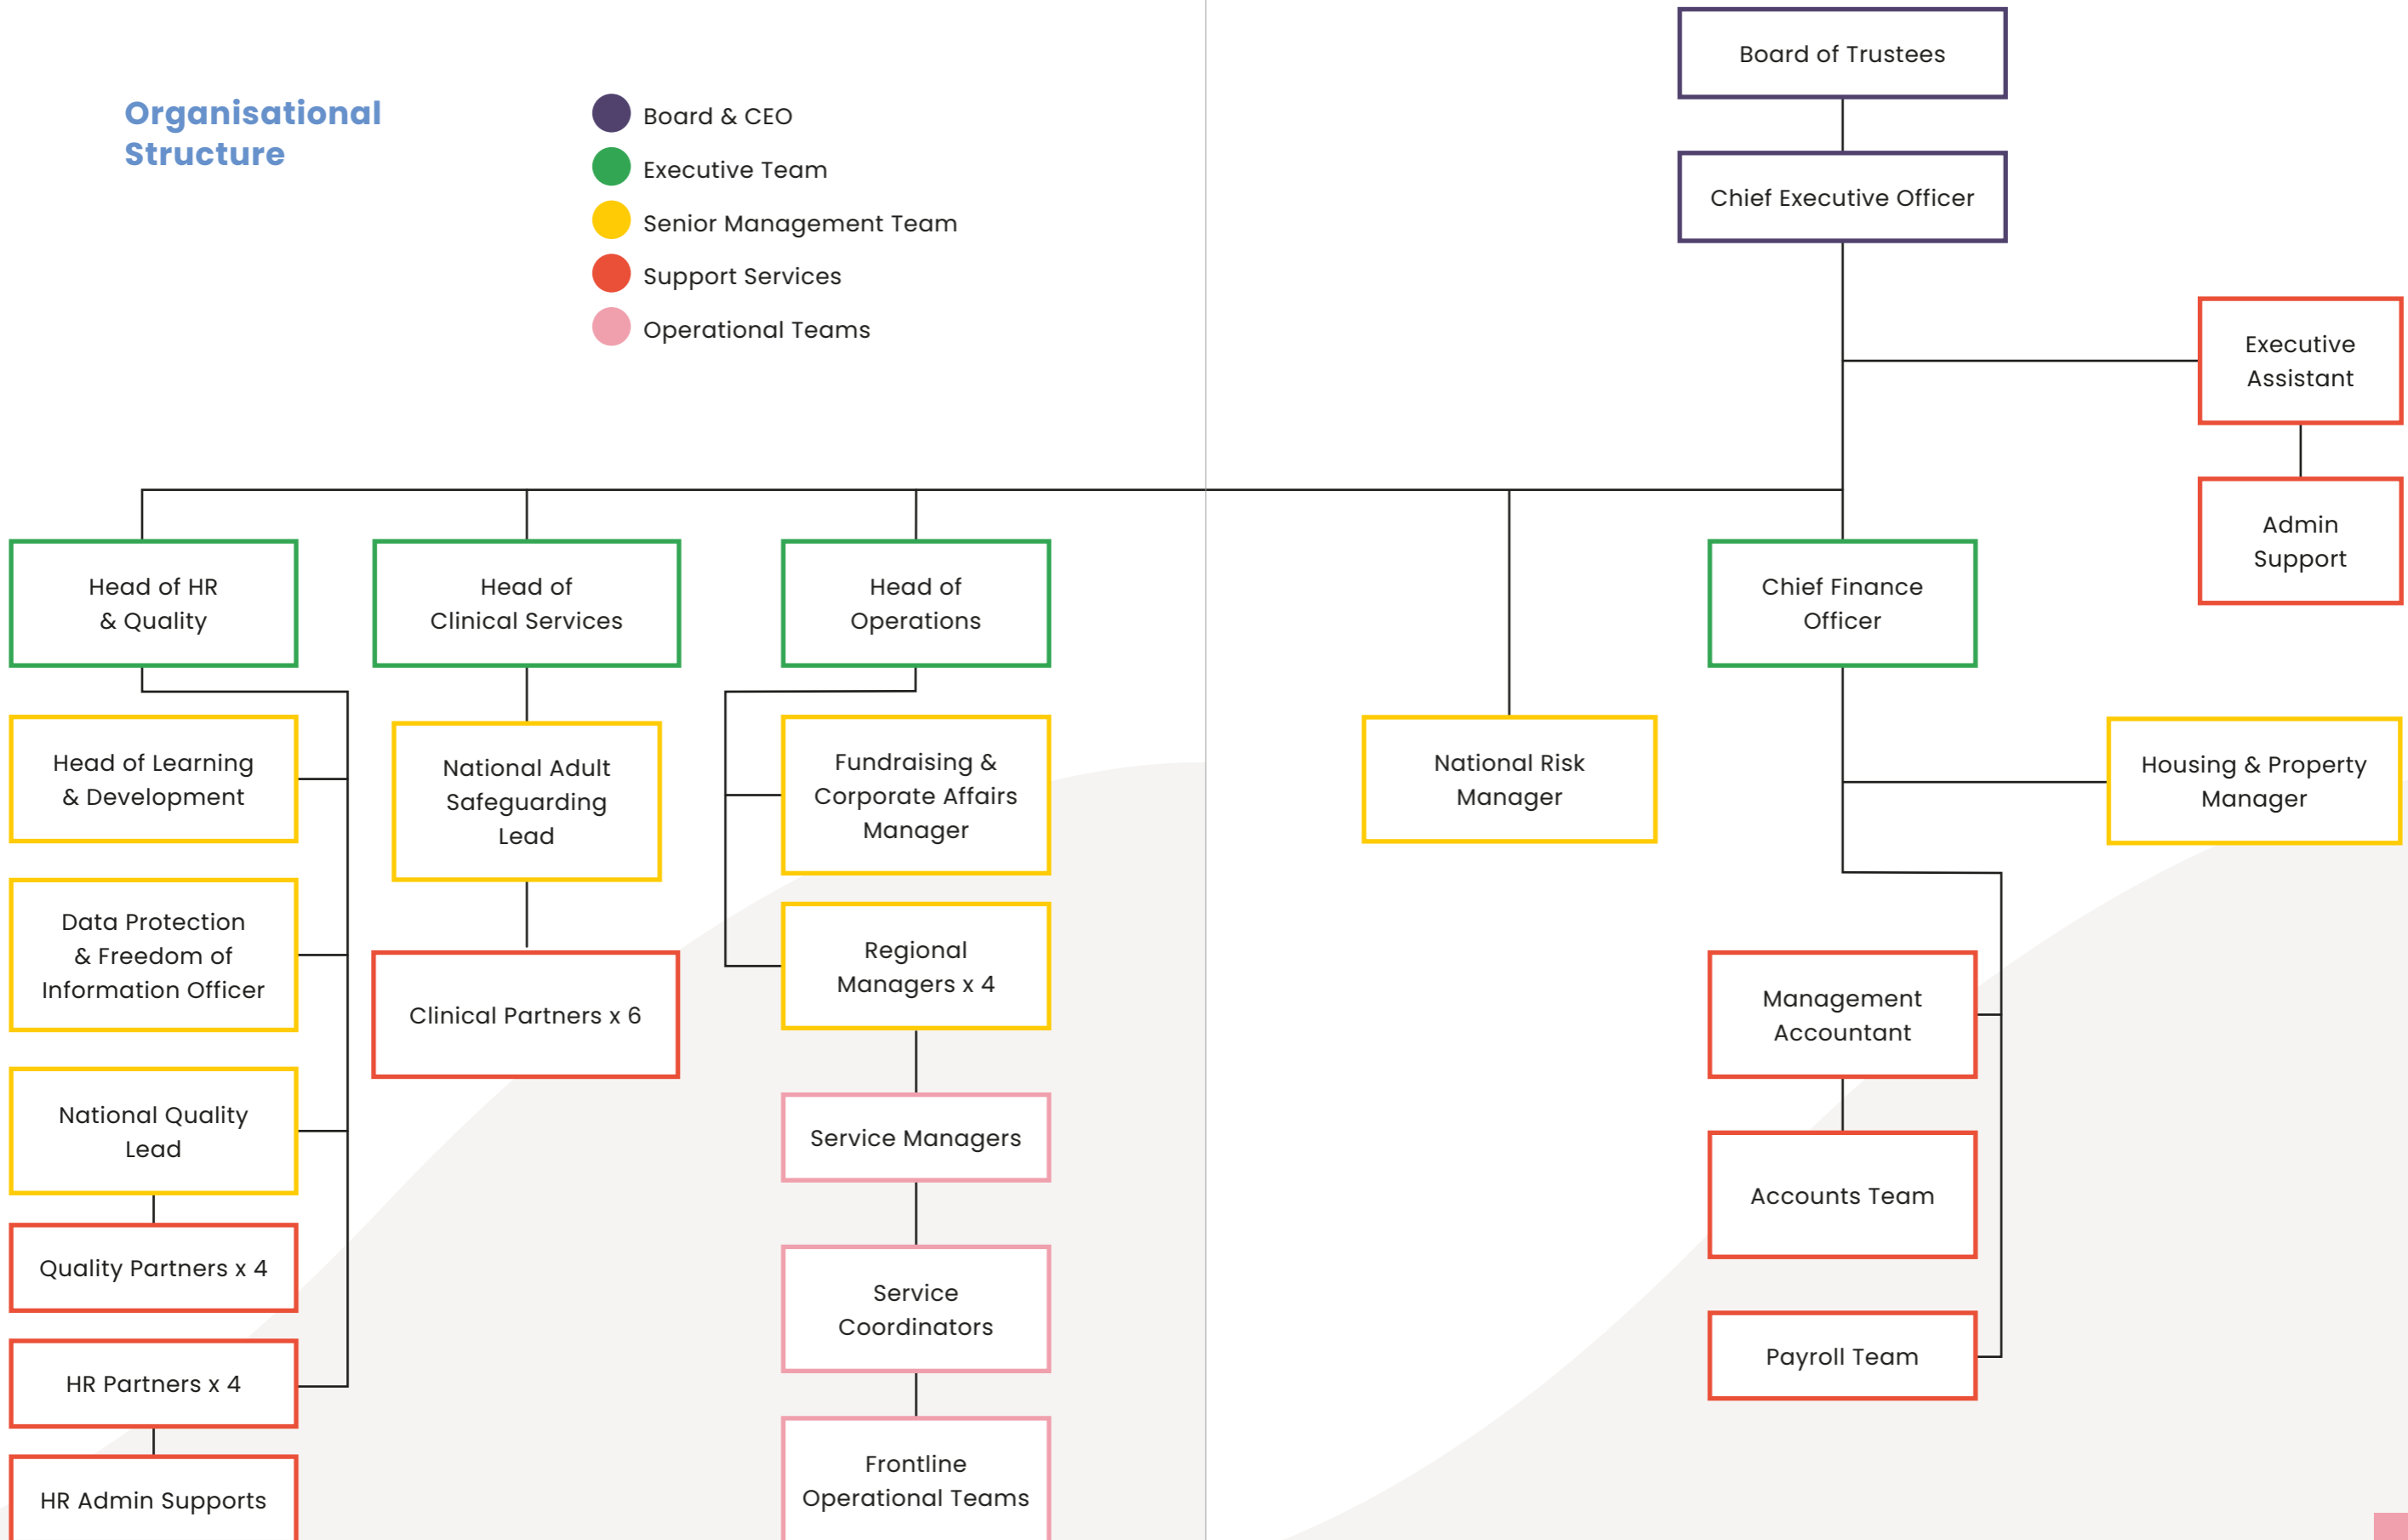 Organisational
Structure
Board & CEO
Executive Team
Senior Management Team
Support Services
Operational Teams
Board of Trustees
Chief Executive Officer
Executive
Assistant
Admin
Support
Head of HR
& Quality
Head of
Clinical Services
Head of
Operations
Chief Finance
Officer
Head of Learning
& Development
Data Protection
& Freedom of
Information Officer
National Quality
Lead
Quality Partners x 4
HR Partners x 4
HR Admin Supports
National Adult
Safeguarding
Lead
Clinical Partners x 6
Fundraising &
Corporate Affairs
Manager
Regional
Managers x 4
Service Managers
Service
Coordinators
Frontline
Operational Teams
National Risk
Manager
Housing & Property
Manager
Management
Accountant
Accounts Team
Payroll Team